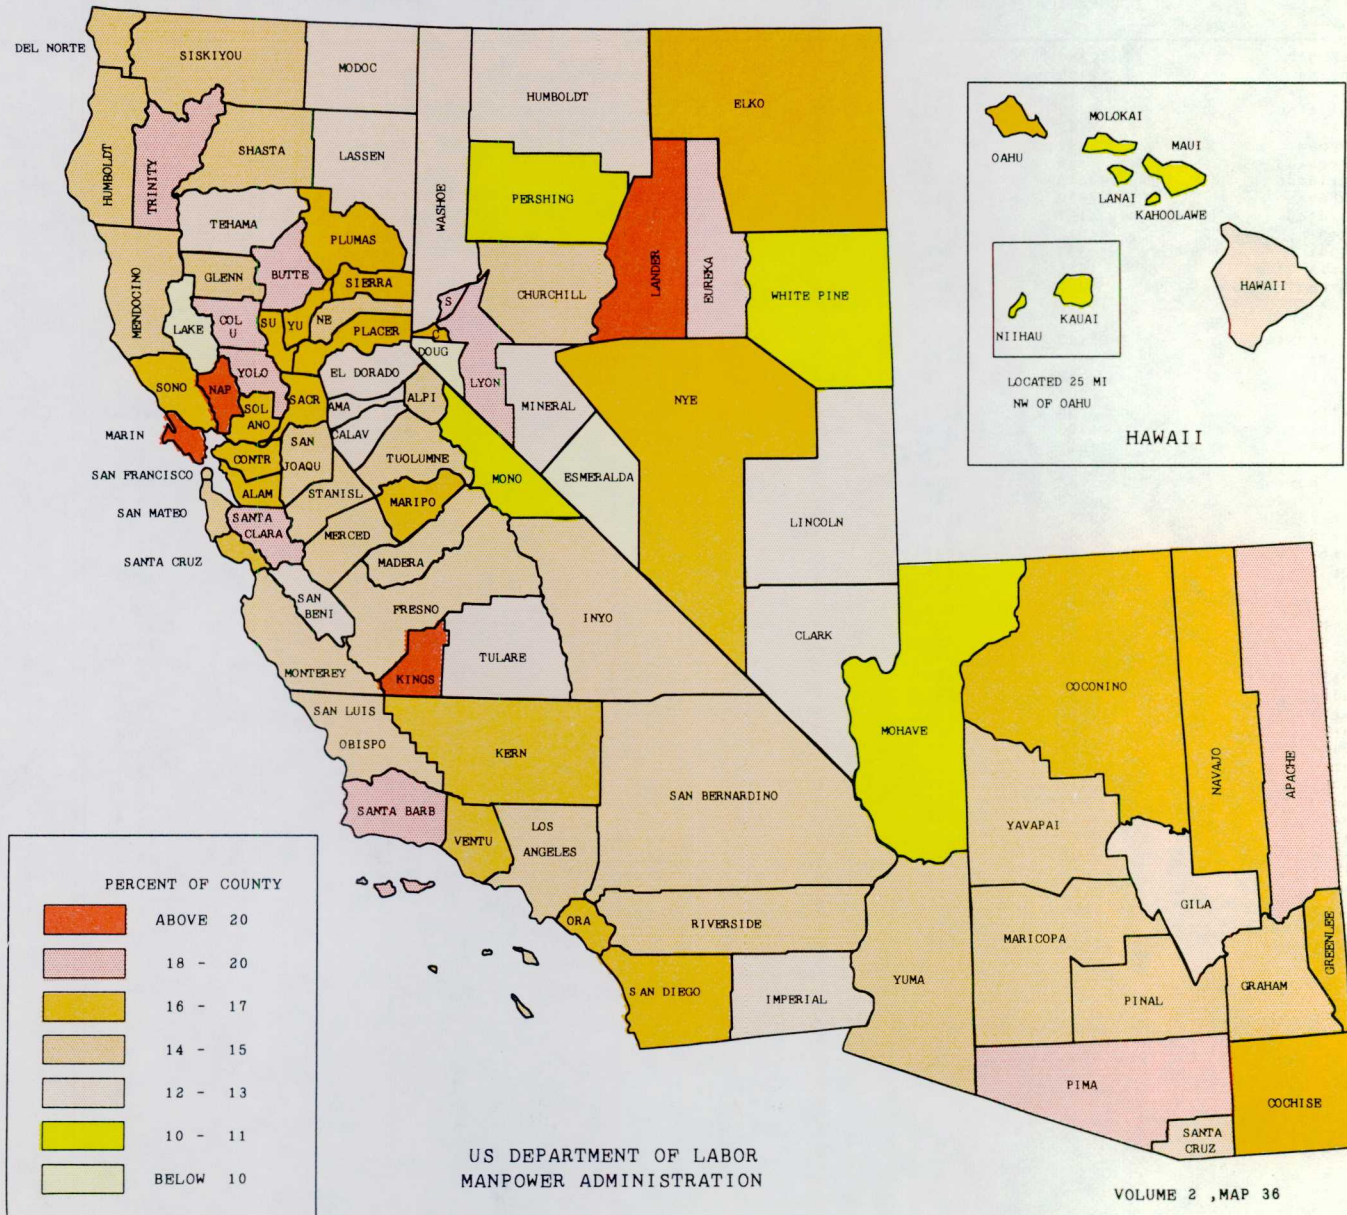 DEL NORTE
SISKIYOU
MODOC
HUMBOLDT
ELKO
HUMBOLDT
TRINITY
SHASTA
LASSEN
WASHOE
PERSHING
LANDER
EUREKA
TEHAMA
PLUMAS
MENDOCINO
GLENN
BUTTE
SIERRA
CHURCHILL
WHITE PINE
LAKE
COL
U
SU
YU
NE
PLACER
S
C
DOUG
LYON
MINERAL
NYE
SONO
NAP
YOLO
EL DORADO
SACR
AMA
ALPI
SOL
ANO
CALAV
MARIN
CONTR
SAN
JOAQU
TUOLUMNE
SAN FRANCISCO
ALAM
STANISL
MARIPO
MONO
ESMERALDA
SAN MATEO
SANTA
CLARA
MERCED
LINCOLN
SANTA CRUZ
MADERA
SAN
BENI
FRESNO
INYO
CLARK
MONTEREY
KINGS
TULARE
SAN LUIS
OBISPO
KERN
MOHAVE
COCONINO
NAVAJO
APACHE
SANTA BARB
VENTU
LOS
ANGELES
SAN BERNARDINO
YAVAPAI
ORA
RIVERSIDE
GILA
MARICOPA
SAN DIEGO
IMPERIAL
YUMA
PINAL
GRAHAM
GREENLEE
PIMA
COCHISE
SANTA
CRUZ
MOLOKAI
OAHU
MAUI
LANAI
KAHOOLAWE
HAWAII
KAUAI
NIIHAU
LOCATED 25 MI
NW OF OAHU
HAWAII
PERCENT OF COUNTY
ABOVE 20
18 - 20
16 - 17
14 - 15
12 - 13
10 - 11
BELOW 10
US DEPARTMENT OF LABOR
MANPOWER ADMINISTRATION
VOLUME 2 ,MAP 36